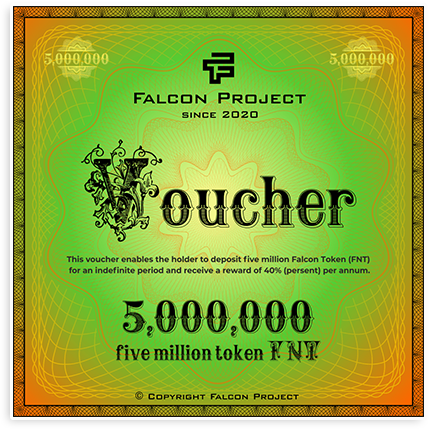 5,000,000 5,000,000
FALCON PROJECT
SINCE 2020
Voucher
This voucher enables the holder to deposit five million Falcon Token (FNT)
for an indefinite period and receive a reward of 40% (persent) per annum.
5,000,000
five million token FNT
© COPYRIGHT FALCON PROJECT